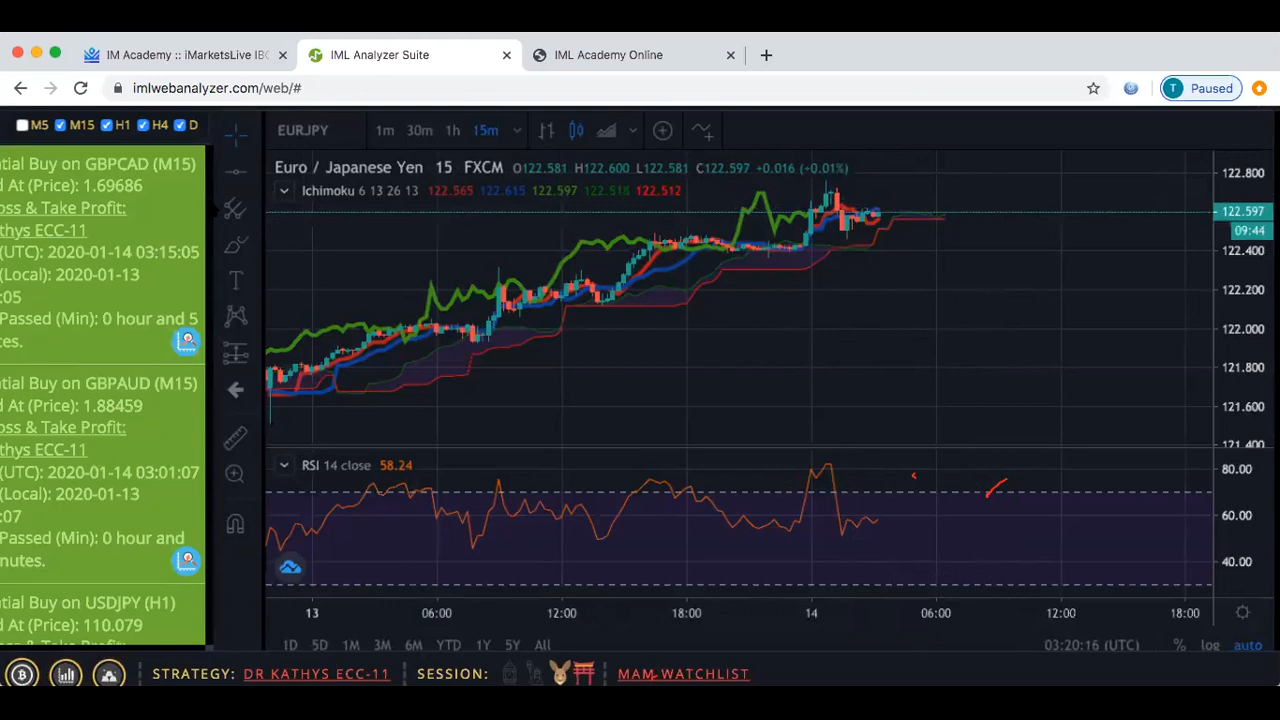 IM Academy :: iMarketsLive IBC
IML Analyzer Suite
IML Academy Online
imlwebanalyzer.com/web/#
T Paused
M5 M15 H1 H4 D
EURJPY 1m 30m 1h 15m
Euro / Japanese Yen 15 FXCM O122.581 H122.600 L122.581 C122.597 +0.016 (+0.01%)
Ichimoku 6 13 26 13 122.565 122.615 122.597 122.518 122.512
122.800
122.597
09:44
122.400
122.200
122.000
121.800
121.600
121.400
RSI 14 close 58.24
80.00
60.00
40.00
13 06:00 12:00 18:00 14 06:00 12:00 18:00
1D 5D 1M 3M 6M YTD 1Y 5Y All 03:20:16 (UTC) % log auto
tial Buy on GBPCAD (M15)
d At (Price): 1.69686
oss & Take Profit:
athys ECC-11
(UTC): 2020-01-14 03:15:05
(Local): 2020-01-13
:05
Passed (Min): 0 hour and 5
tes.
tial Buy on GBPAUD (M15)
d At (Price): 1.88459
oss & Take Profit:
thys ECC-11
(UTC): 2020-01-14 03:01:07
(Local): 2020-01-13
:07
Passed (Min): 0 hour and
nutes.
tial Buy on USDJPY (H1)
d At (Price): 110.079
STRATEGY: DR KATHYS ECC-11 SESSION: MAM WATCHLIST